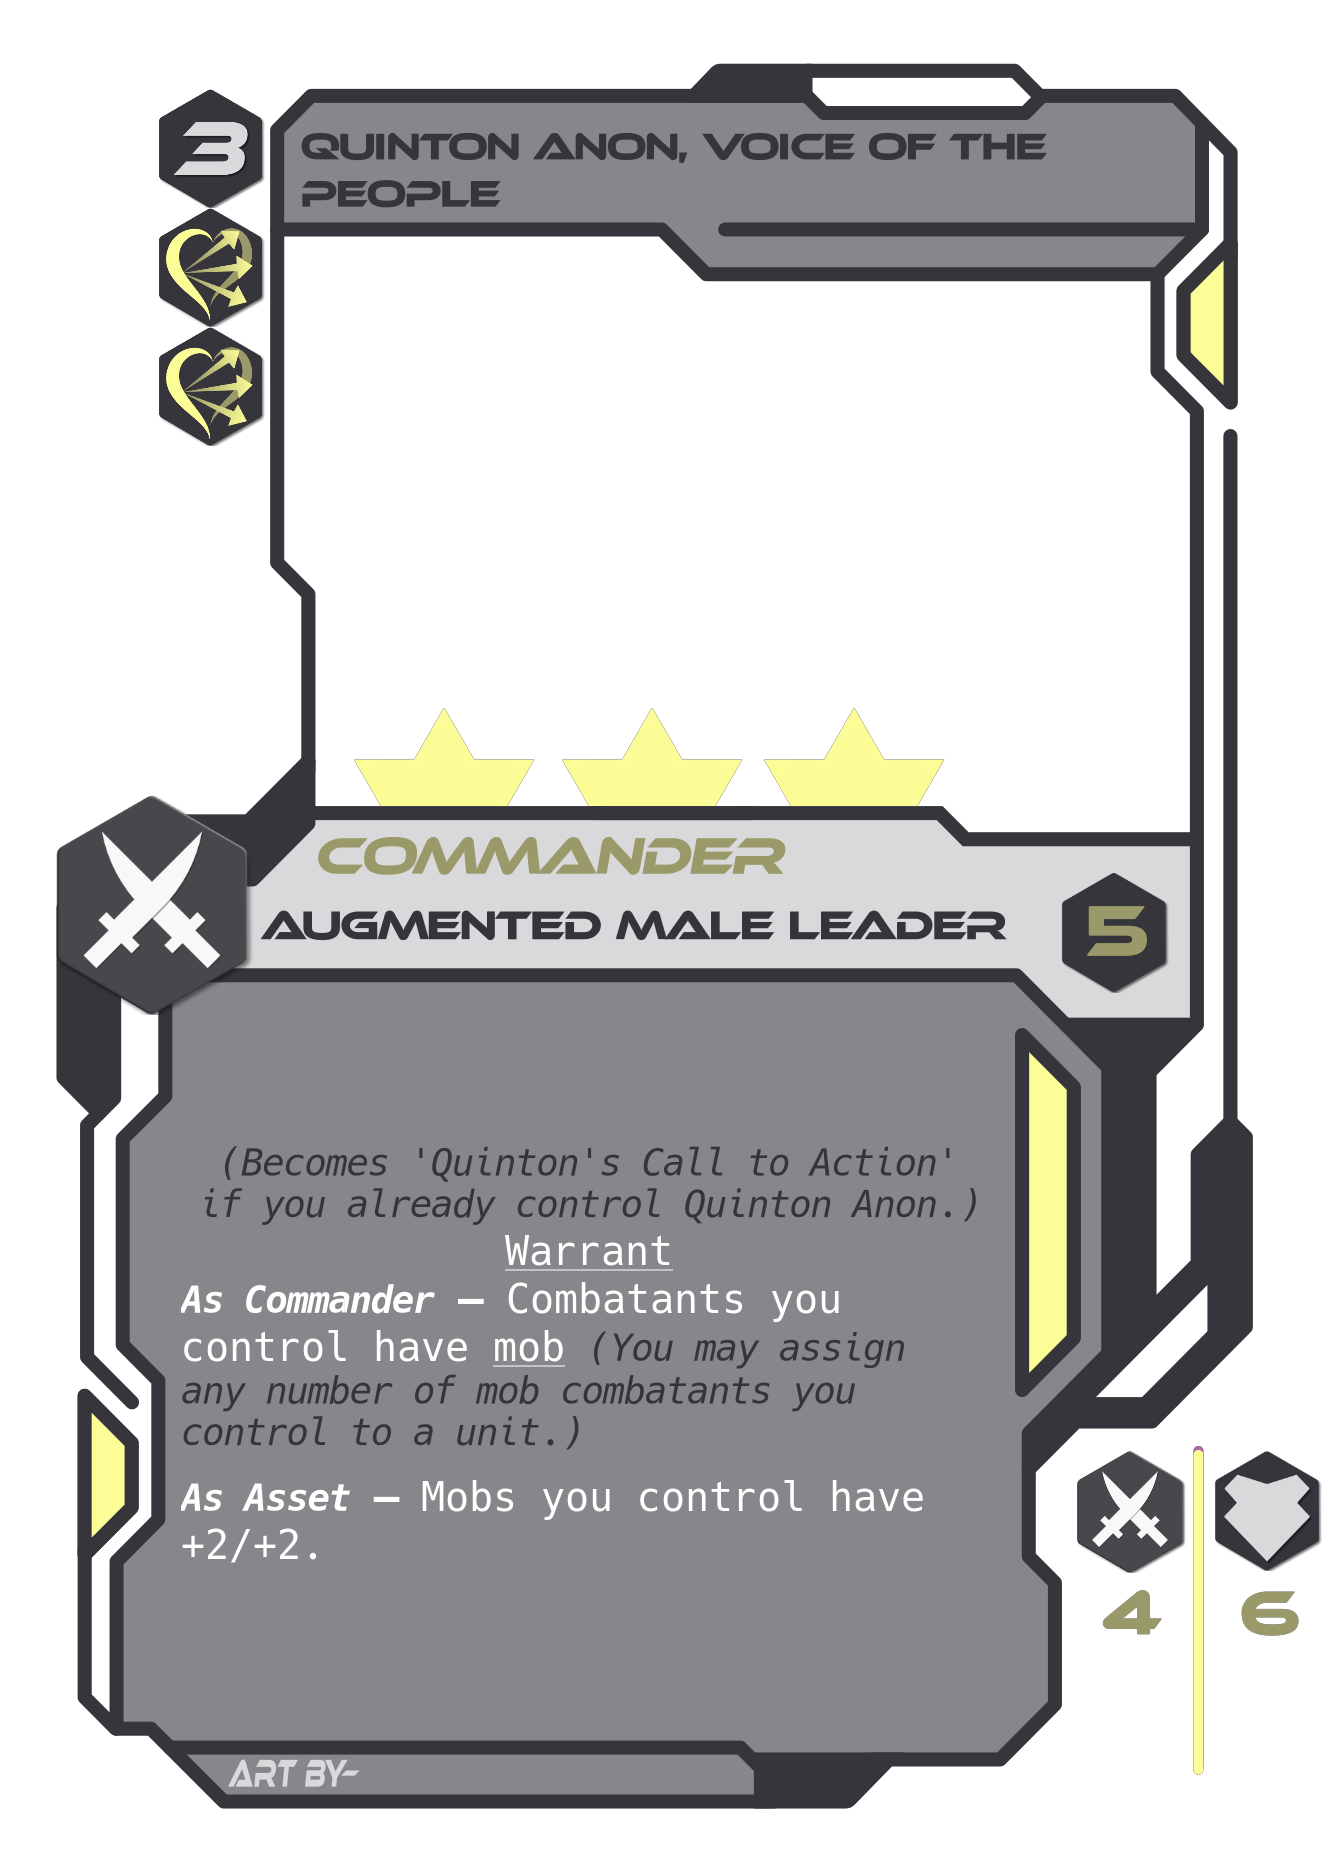 3
QUINTON ANON, VOICE OF THE
PEOPLE
COMMANDER
AUGMENTED MALE LEADER
5
(Becomes 'Quinton's Call to Action'
if you already control Quinton Anon.)
Warrant
As Commander — Combatants you
control have mob (You may assign
any number of mob combatants you
control to a unit.)
As Asset — Mobs you control have
+2/+2.
4
6
ART BY-